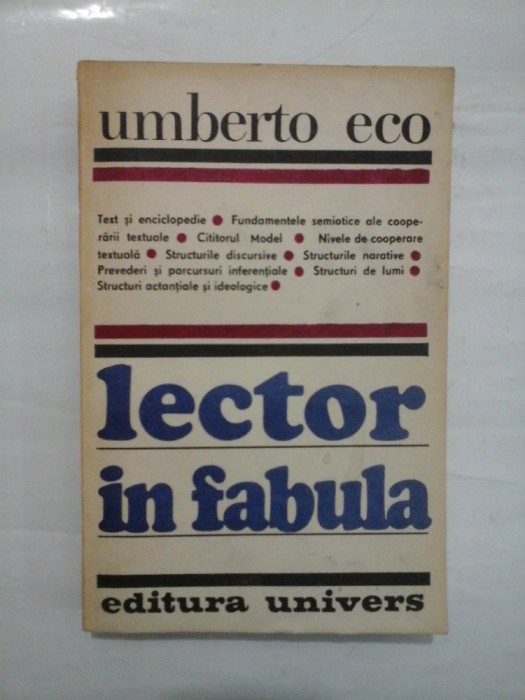 umberto eco
Text și enciclopedie ● Fundamentele semiotice ale coope-
rării textuale ● Cititorul Model ● Nivele de cooperare
textuală ● Structurile discursive ● Structurile narative ●
Prevederi și parcursuri inferențiale ● Structuri de lumi ●
Structuri actanțiale și ideologice ●
lector
in fabula
editura univers